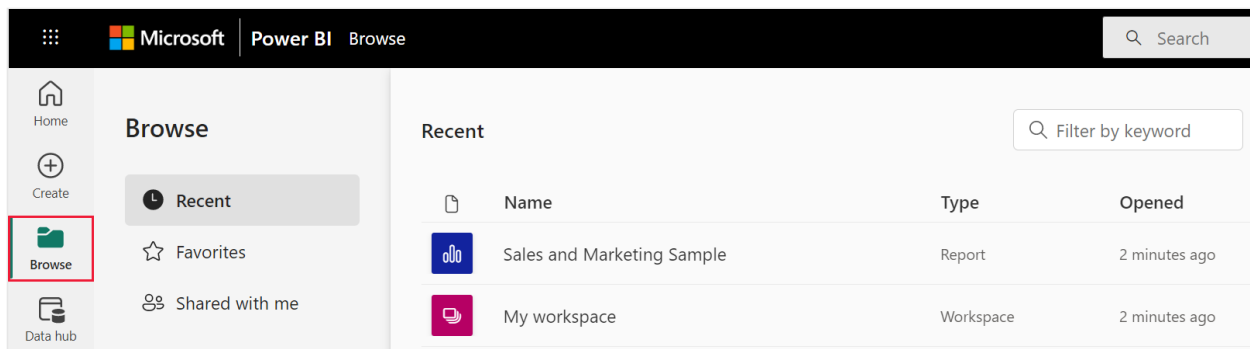 Microsoft Power BI Browse Search
Home
Create
Browse
Data hub
Browse
Recent
Favorites
Shared with me
Recent Filter by keyword
Name Type Opened
Sales and Marketing Sample Report 2 minutes ago
My workspace Workspace 2 minutes ago